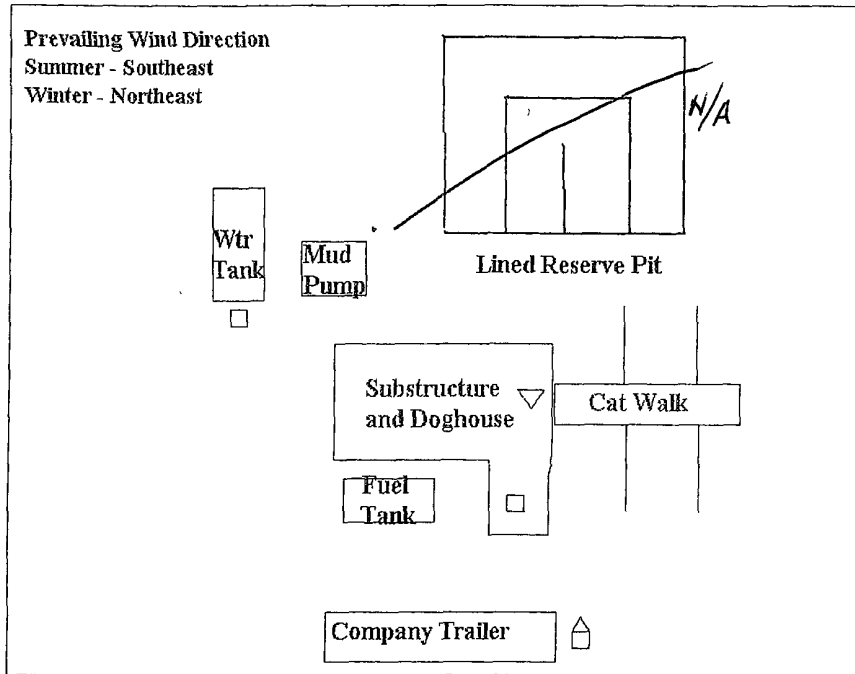 Prevailing Wind Direction
Summer - Southeast
Winter - Northeast
N/A
Wtr
Tank
Mud
Pump
Lined Reserve Pit
Substructure
and Doghouse
Cat Walk
Fuel
Tank
Company Trailer